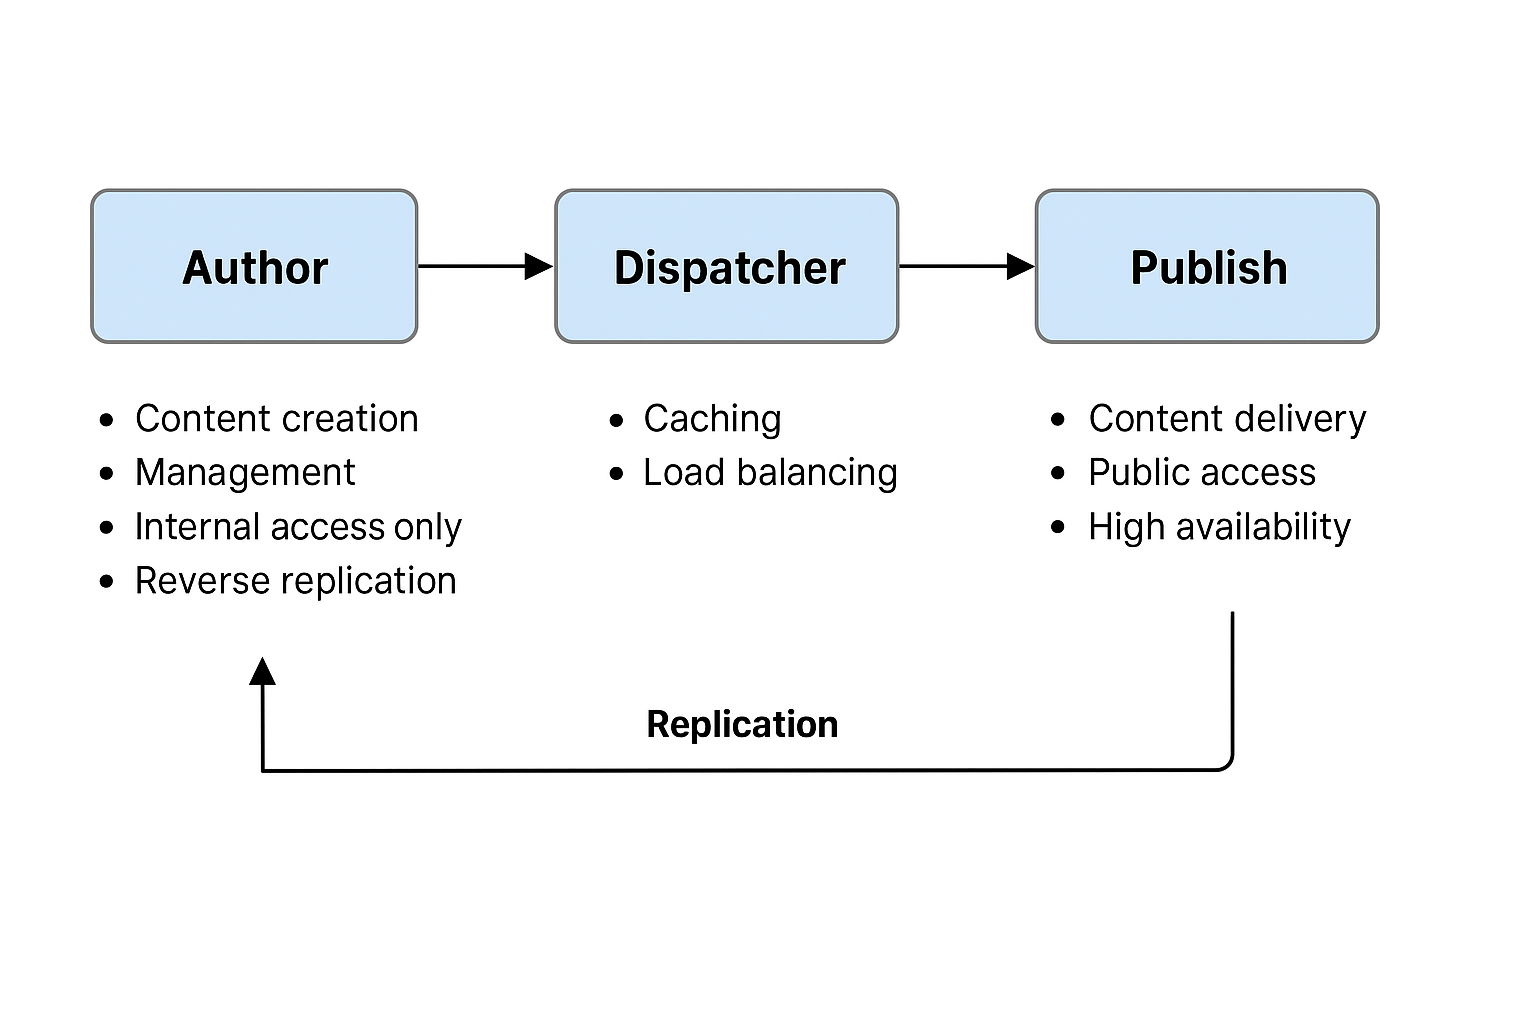 Author
Dispatcher
Publish
• Content creation
• Management
• Internal access only
• Reverse replication
• Caching
• Load balancing
• Content delivery
• Public access
• High availability
Replication